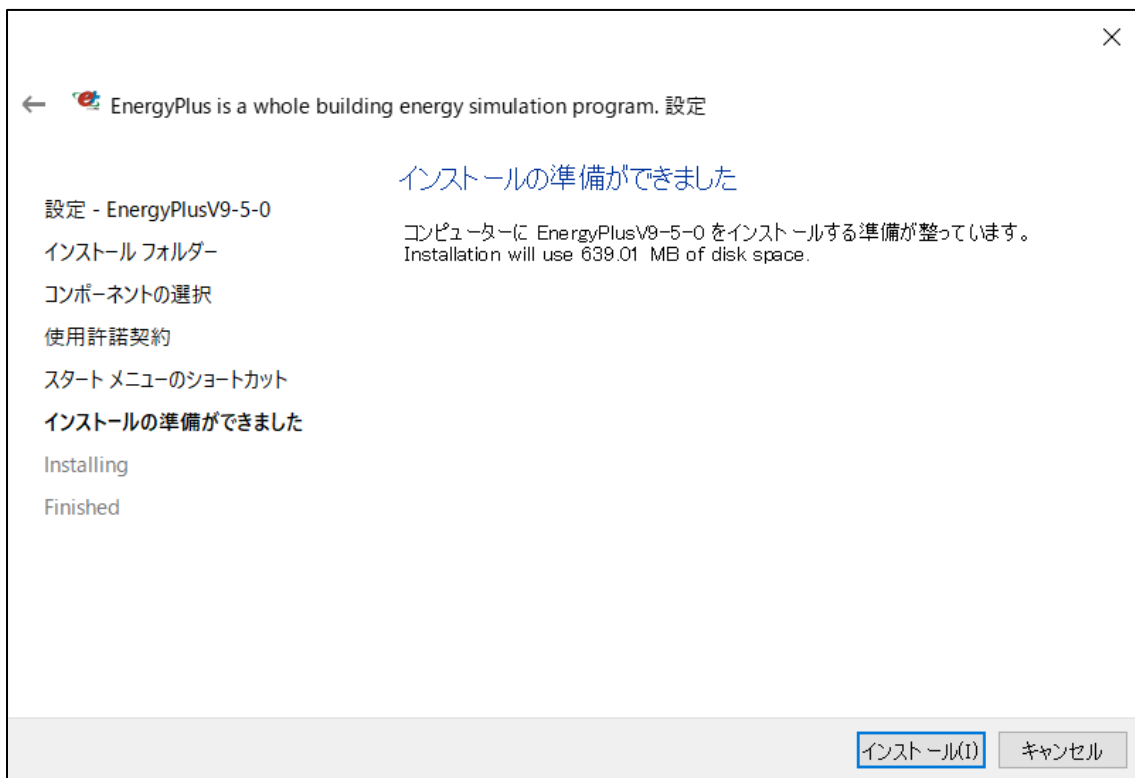 EnergyPlus is a whole building energy simulation program. 設定
設定 - EnergyPlusV9-5-0
インストール フォルダー
コンポーネントの選択
使用許諾契約
スタート メニューのショートカット
インストールの準備ができました
Installing
Finished
インストールの準備ができました
コンピューターに EnergyPlusV9-5-0 をインストールする準備が整っています。
Installation will use 639.01 MB of disk space.
インストール(I)
キャンセル